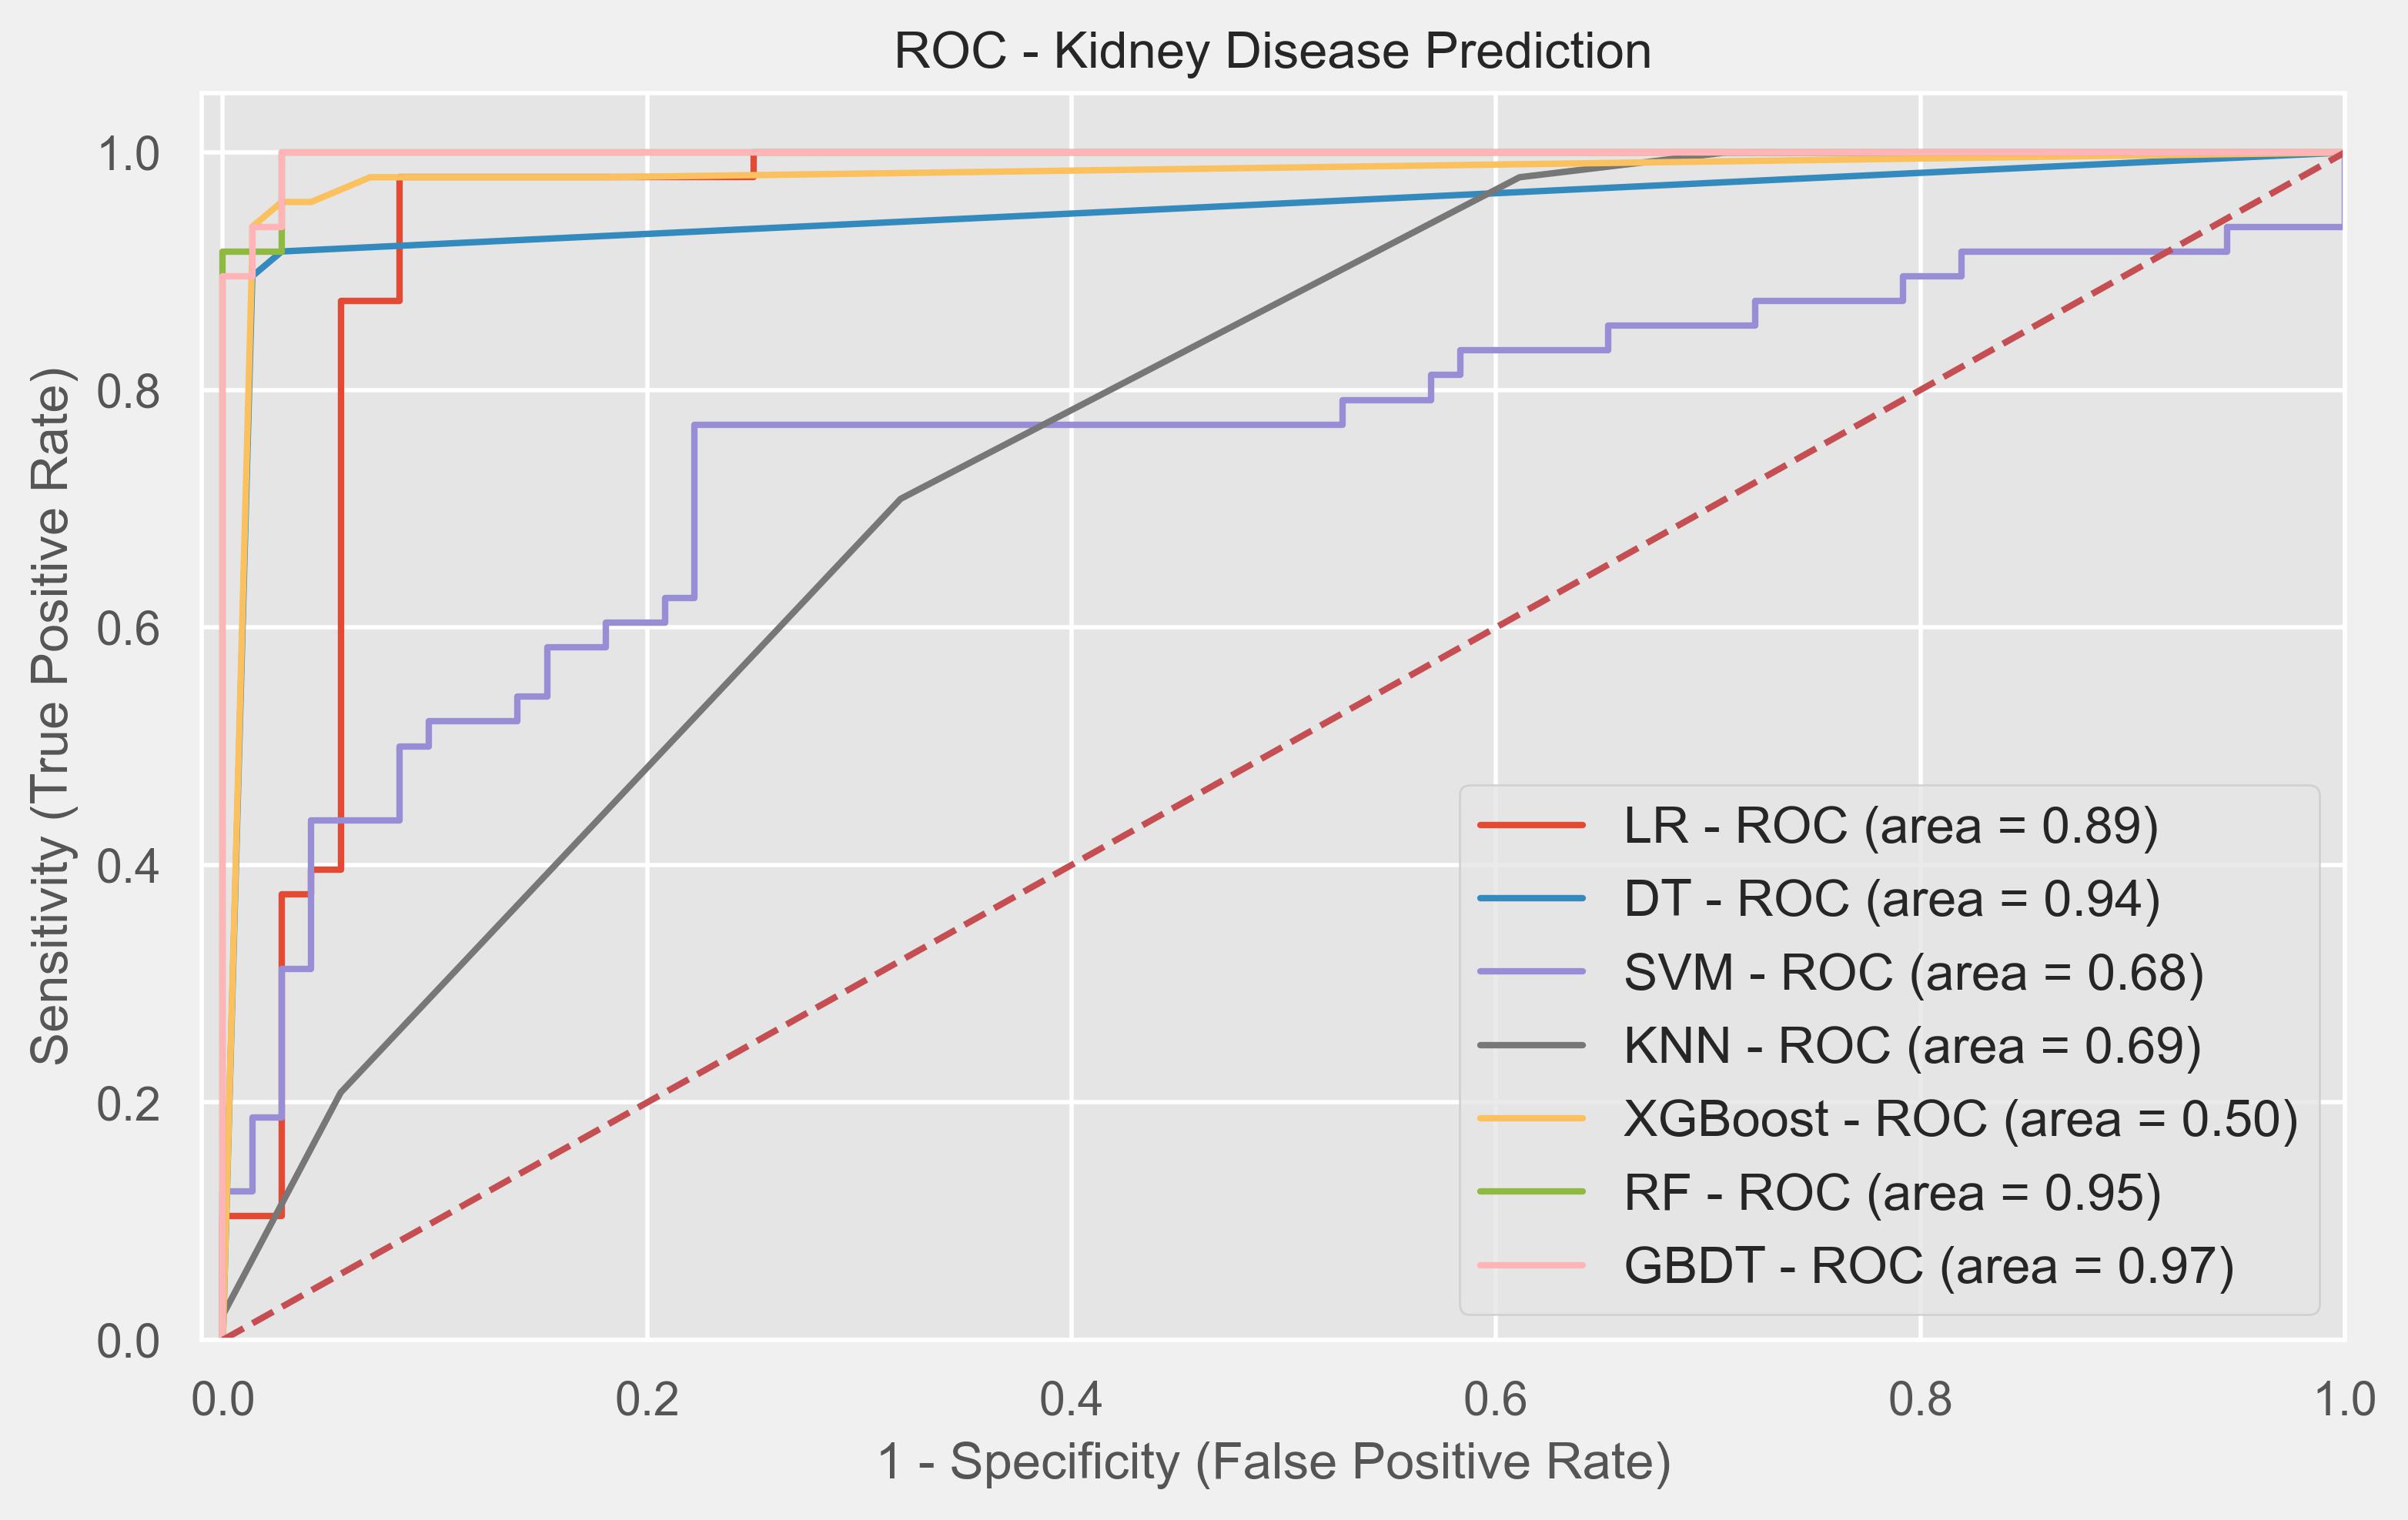 ROC - Kidney Disease Prediction
Sensitivity (True Positive Rate)
1.0
0.8
0.6
0.4
0.2
0.0
LR - ROC (area = 0.89)
DT - ROC (area = 0.94)
SVM - ROC (area = 0.68)
KNN - ROC (area = 0.69)
XGBoost - ROC (area = 0.50)
RF - ROC (area = 0.95)
GBDT - ROC (area = 0.97)
0.0 0.2 0.4 0.6 0.8 1.0
1 - Specificity (False Positive Rate)